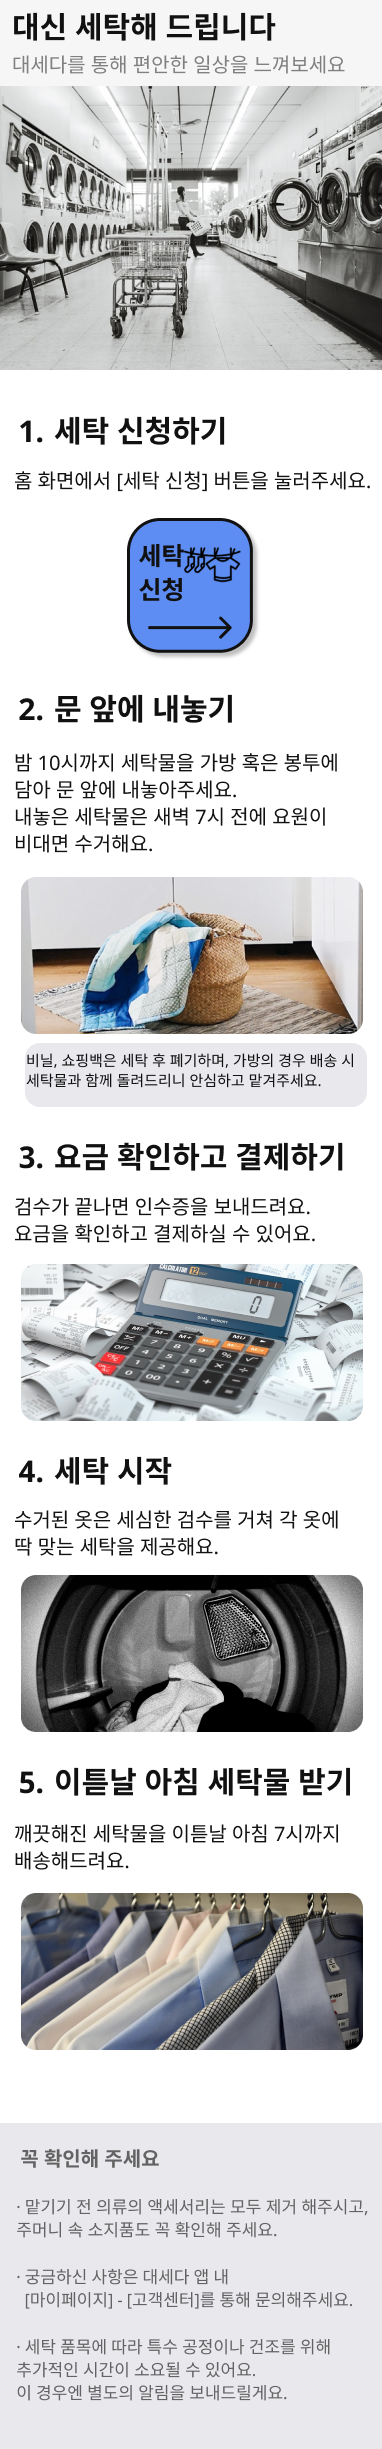 대신 세탁해 드립니다
대세다를 통해 편안한 일상을 느껴보세요
1. 세탁 신청하기
홈 화면에서 [세탁 신청] 버튼을 눌러주세요.
세탁
신청
2. 문 앞에 내놓기
밤 10시까지 세탁물을 가방 혹은 봉투에
담아 문 앞에 내놓아주세요.
내놓은 세탁물은 새벽 7시 전에 요원이
비대면 수거해요.
비닐, 쇼핑백은 세탁 후 폐기하며, 가방의 경우 배송 시
세탁물과 함께 돌려드리니 안심하고 맡겨주세요.
3. 요금 확인하고 결제하기
검수가 끝나면 인수증을 보내드려요.
요금을 확인하고 결제하실 수 있어요.
CALCULATOR 12
0
DUAL MEMORY
OFF
MU
4. 세탁 시작
수거된 옷은 세심한 검수를 거쳐 각 옷에
딱 맞는 세탁을 제공해요.
5. 이튿날 아침 세탁물 받기
깨끗해진 세탁물을 이튿날 아침 7시까지
배송해드려요.
꼭 확인해 주세요
· 맡기기 전 의류의 액세서리는 모두 제거 해주시고,
주머니 속 소지품도 꼭 확인해 주세요.
· 궁금하신 사항은 대세다 앱 내
[마이페이지] - [고객센터]를 통해 문의해주세요.
· 세탁 품목에 따라 특수 공정이나 건조를 위해
추가적인 시간이 소요될 수 있어요.
이 경우엔 별도의 알림을 보내드릴게요.